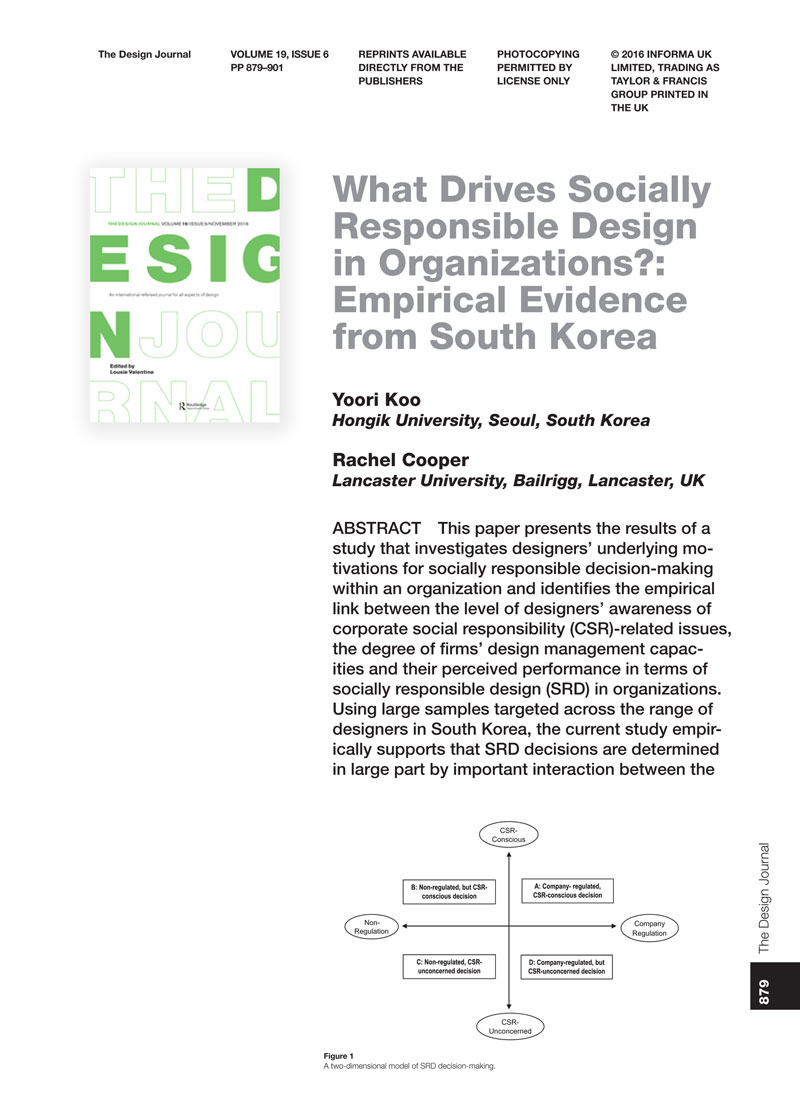 The Design Journal
VOLUME 19, ISSUE 6
PP 879–901
REPRINTS AVAILABLE
DIRECTLY FROM THE
PUBLISHERS
PHOTOCOPYING
PERMITTED BY
LICENSE ONLY
© 2016 INFORMA UK
LIMITED, TRADING AS
TAYLOR & FRANCIS
GROUP PRINTED IN
THE UK
THE D
THE DESIGN JOURNAL VOLUME 19 ISSUE 6 NOVEMBER 2016
ESIG
An international refereed journal for all aspects of design
N JOU
Edited by
Lousie Valentine
RNAL
Routledge
What Drives Socially
Responsible Design
in Organizations?:
Empirical Evidence
from South Korea
Yoori Koo
Hongik University, Seoul, South Korea
Rachel Cooper
Lancaster University, Bailrigg, Lancaster, UK
ABSTRACT This paper presents the results of a
study that investigates designers’ underlying mo-
tivations for socially responsible decision-making
within an organization and identifies the empirical
link between the level of designers’ awareness of
corporate social responsibility (CSR)-related issues,
the degree of firms’ design management capac-
ities and their perceived performance in terms of
socially responsible design (SRD) in organizations.
Using large samples targeted across the range of
designers in South Korea, the current study empir-
ically supports that SRD decisions are determined
in large part by important interaction between the
CSR-
Conscious
B: Non-regulated, but CSR-
conscious decision
A: Company- regulated,
CSR-conscious decision
Non-
Regulation
Company
Regulation
C: Non-regulated, CSR-
unconcerned decision
D: Company-regulated, but
CSR-unconcerned decision
CSR-
Unconcerned
Figure 1
A two-dimensional model of SRD decision-making.
The Design Journal
879